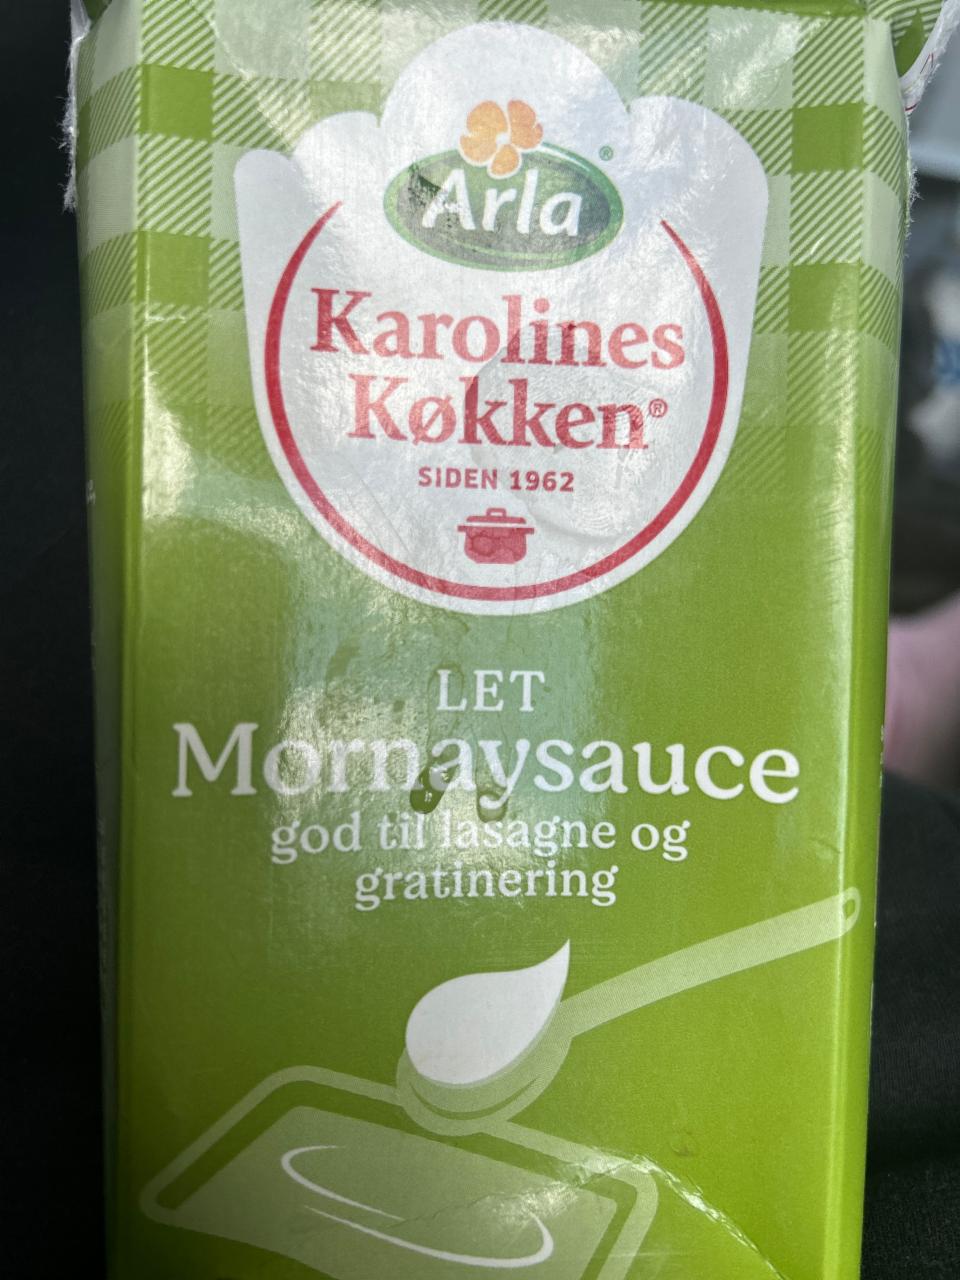 Arla®
Karolines
Køkken®
SIDEN 1962
LET
Mornaysauce
god til lasagne og
gratinering